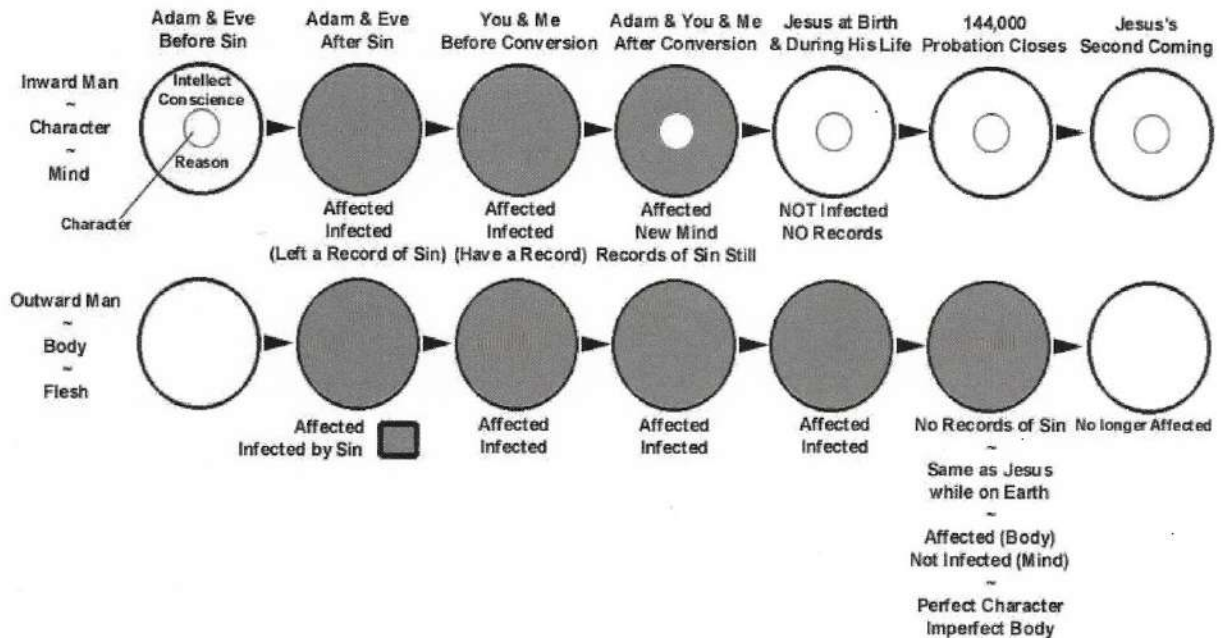 Adam & Eve
Before Sin
Adam & Eve
After Sin
You & Me
Before Conversion
Adam & You & Me
After Conversion
Jesus at Birth
& During His Life
144,000
Probation Closes
Jesus's
Second Coming
Inward Man
~
Character
~
Mind
Intellect
Conscience
Reason
Character
Affected
Infected
(Left a Record of Sin)
Affected
Infected
(Have a Record)
Affected
New Mind
Records of Sin Still
NOT Infected
NO Records
Outward Man
~
Body
~
Flesh
Affected
Infected by Sin
Affected
Infected
Affected
Infected
Affected
Infected
No Records of Sin
~
Same as Jesus
while on Earth
~
Affected (Body)
Not Infected (Mind)
~
Perfect Character
Imperfect Body
No longer Affected